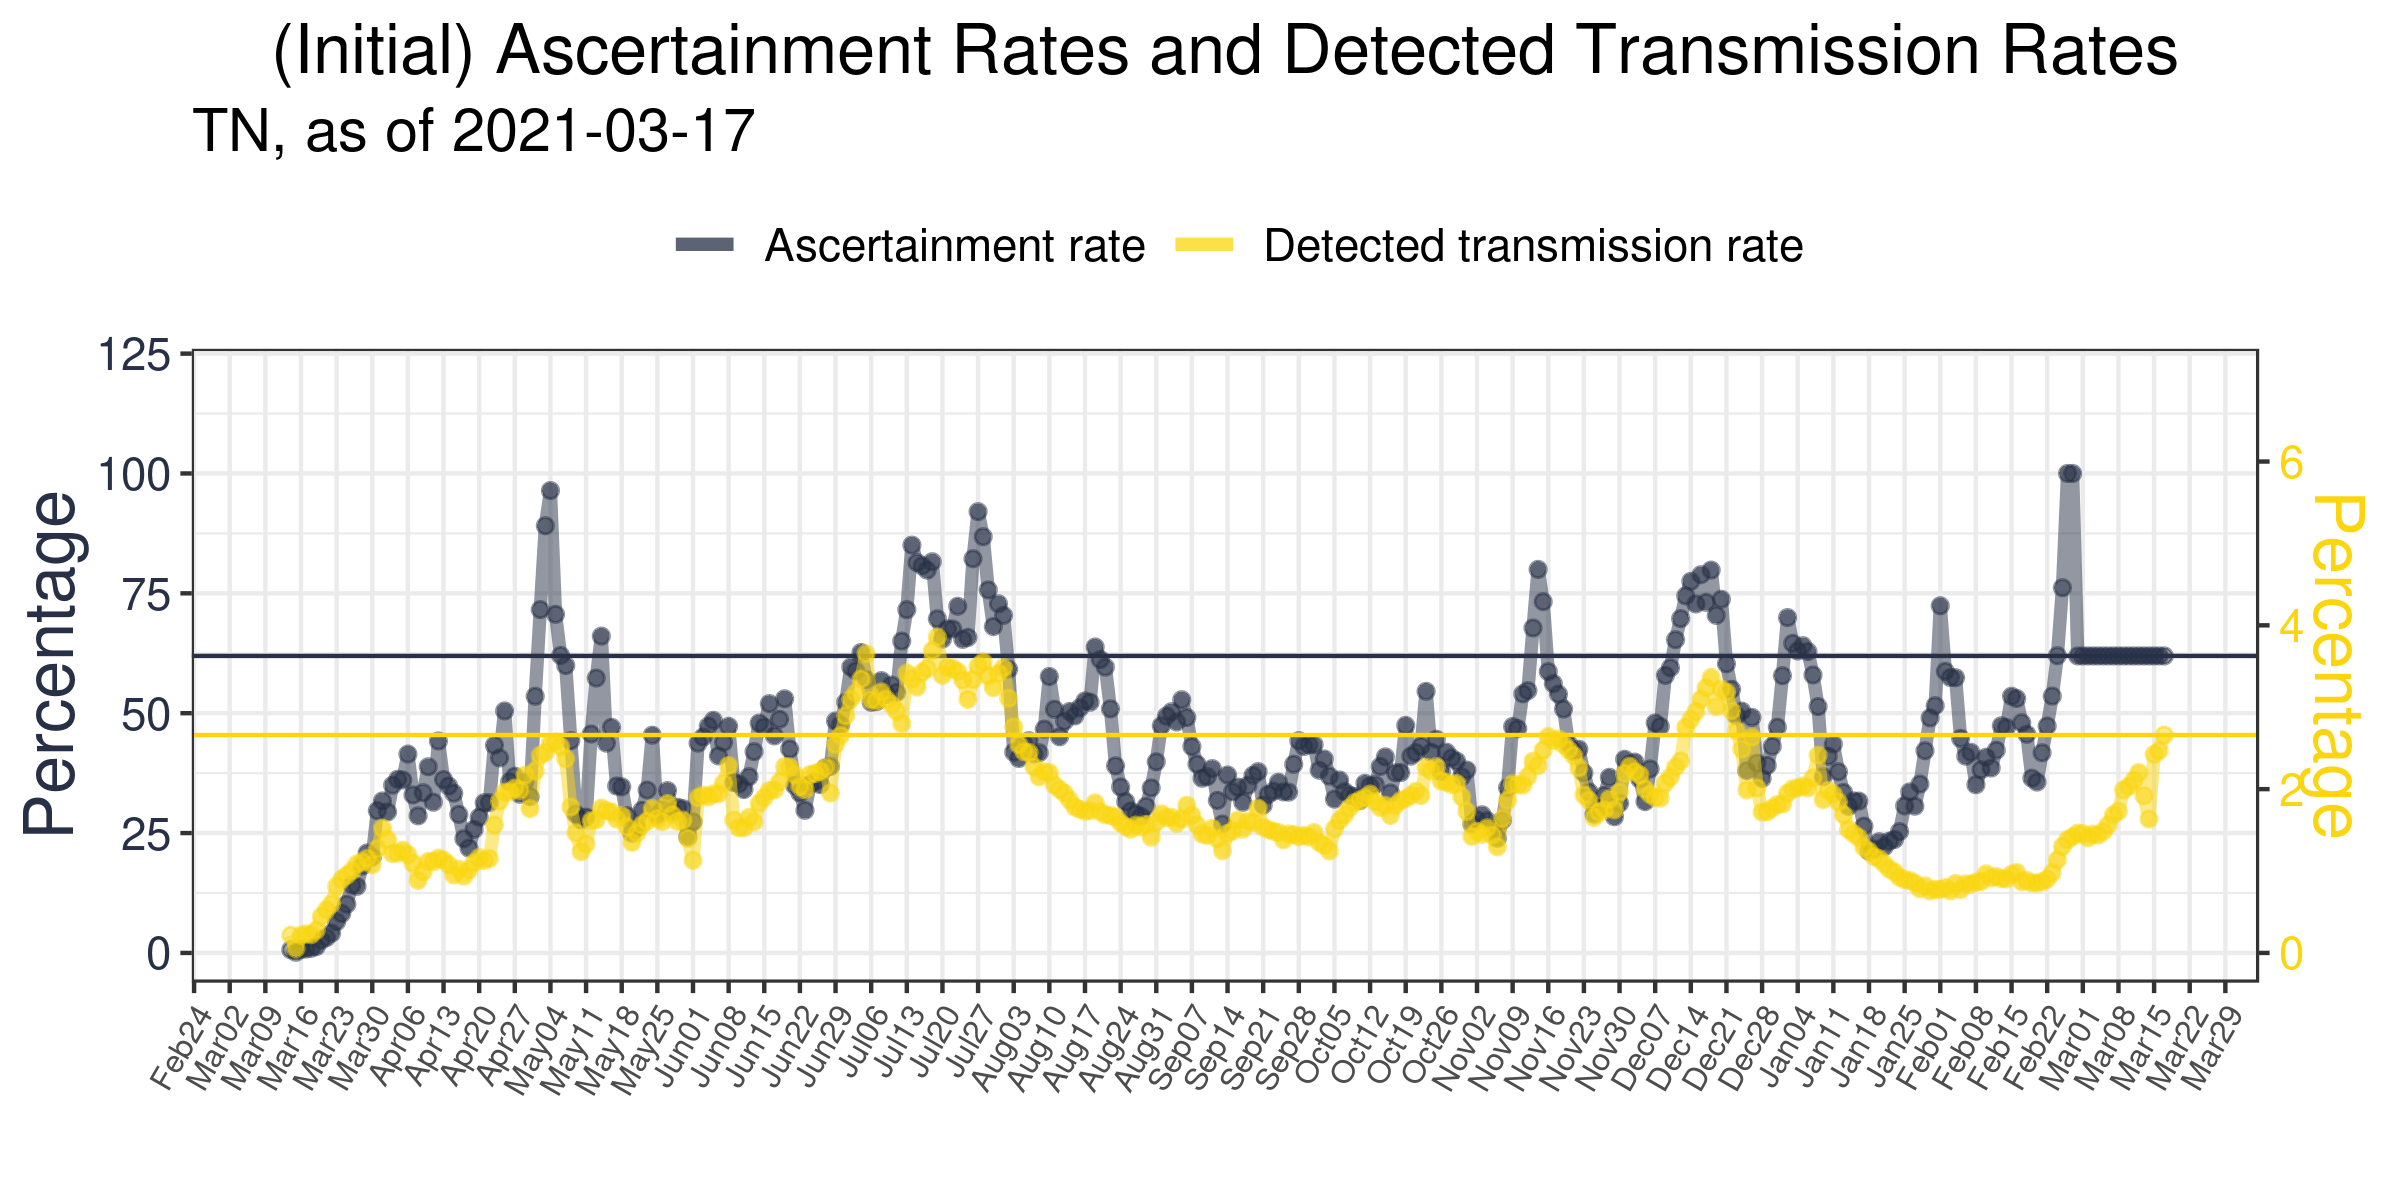 (Initial) Ascertainment Rates and Detected Transmission Rates
TN, as of 2021-03-17
Ascertainment rate
Detected transmission rate
Percentage
125
100
75
50
25
0
6
4
2
0
Percentage
Feb24
Mar02
Mar09
Mar16
Mar23
Mar30
Apr06
Apr13
Apr20
Apr27
May04
May11
May18
May25
Jun01
Jun08
Jun15
Jun22
Jun29
Jul06
Jul13
Jul20
Jul27
Aug03
Aug10
Aug17
Aug24
Aug31
Sep07
Sep14
Sep21
Sep28
Oct05
Oct12
Oct19
Oct26
Nov02
Nov09
Nov16
Nov23
Nov30
Dec07
Dec14
Dec21
Dec28
Jan04
Jan11
Jan18
Jan25
Feb01
Feb08
Feb15
Feb22
Mar01
Mar08
Mar15
Mar22
Mar29